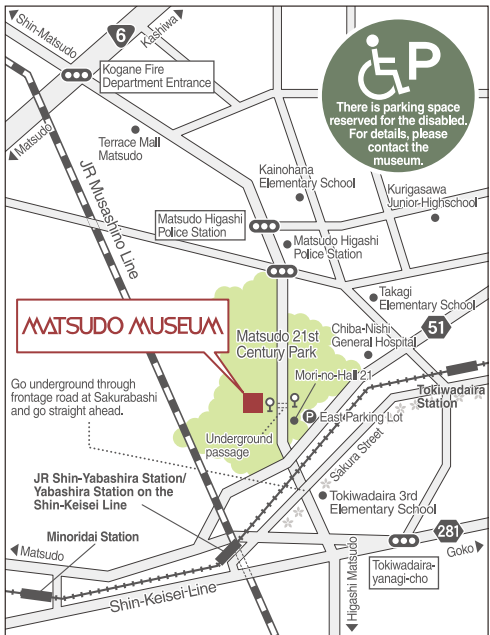 Shin-Matsudo
6
Kashiwa
Kogane Fire
Department Entrance
Matsudo
Terrace Mall
Matsudo
P
There is parking space
reserved for the disabled.
For details, please
contact the
museum.
JR Musashino Line
Kainohana
Elementary School
Kurigasawa
Junior-Highschool
Matsudo Higashi
Police Station
Matsudo Higashi
Police Station
Takagi
Elementary School
MATSUDO MUSEUM
Matsudo 21st
Century Park
Chiba-Nishi
General Hospital
51
Mori-no-Hall 21
Tokiwadaira
Station
Go underground through
frontage road at Sakurabashi
and go straight ahead.
P East Parking Lot
Underground
passage
Sakura Street
JR Shin-Yabashira Station/
Yabashira Station on the
Shin-Keisei Line
Tokiwadaira 3rd
Elementary School
Minoridai Station
281
Matsudo
Goko
Tokiwadaira-
yanagi-cho
Shin-Keisei-Line
Higashi Matsudo